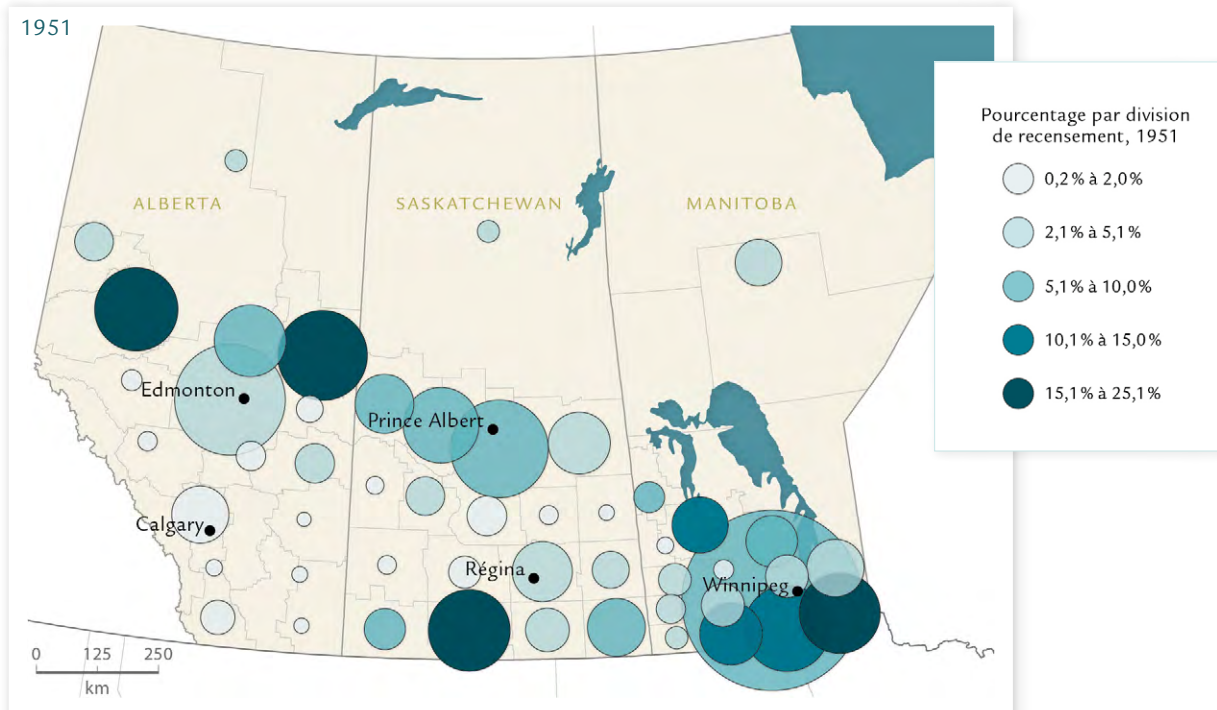 1951
Pourcentage par division
de recensement, 1951
0,2 % à 2,0 %
2,1 % à 5,1 %
5,1 % à 10,0 %
10,1 % à 15,0 %
15,1 % à 25,1 %
ALBERTA
SASKATCHEWAN
MANITOBA
Edmonton
Prince Albert
Calgary
Régina
Winnipeg
0 125 250
km